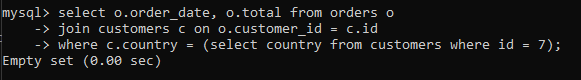 mysql> select o.order_date, o.total from orders o
    -> join customers c on o.customer_id = c.id
    -> where c.country = (select country from customers where id = 7);
Empty set (0.00 sec)